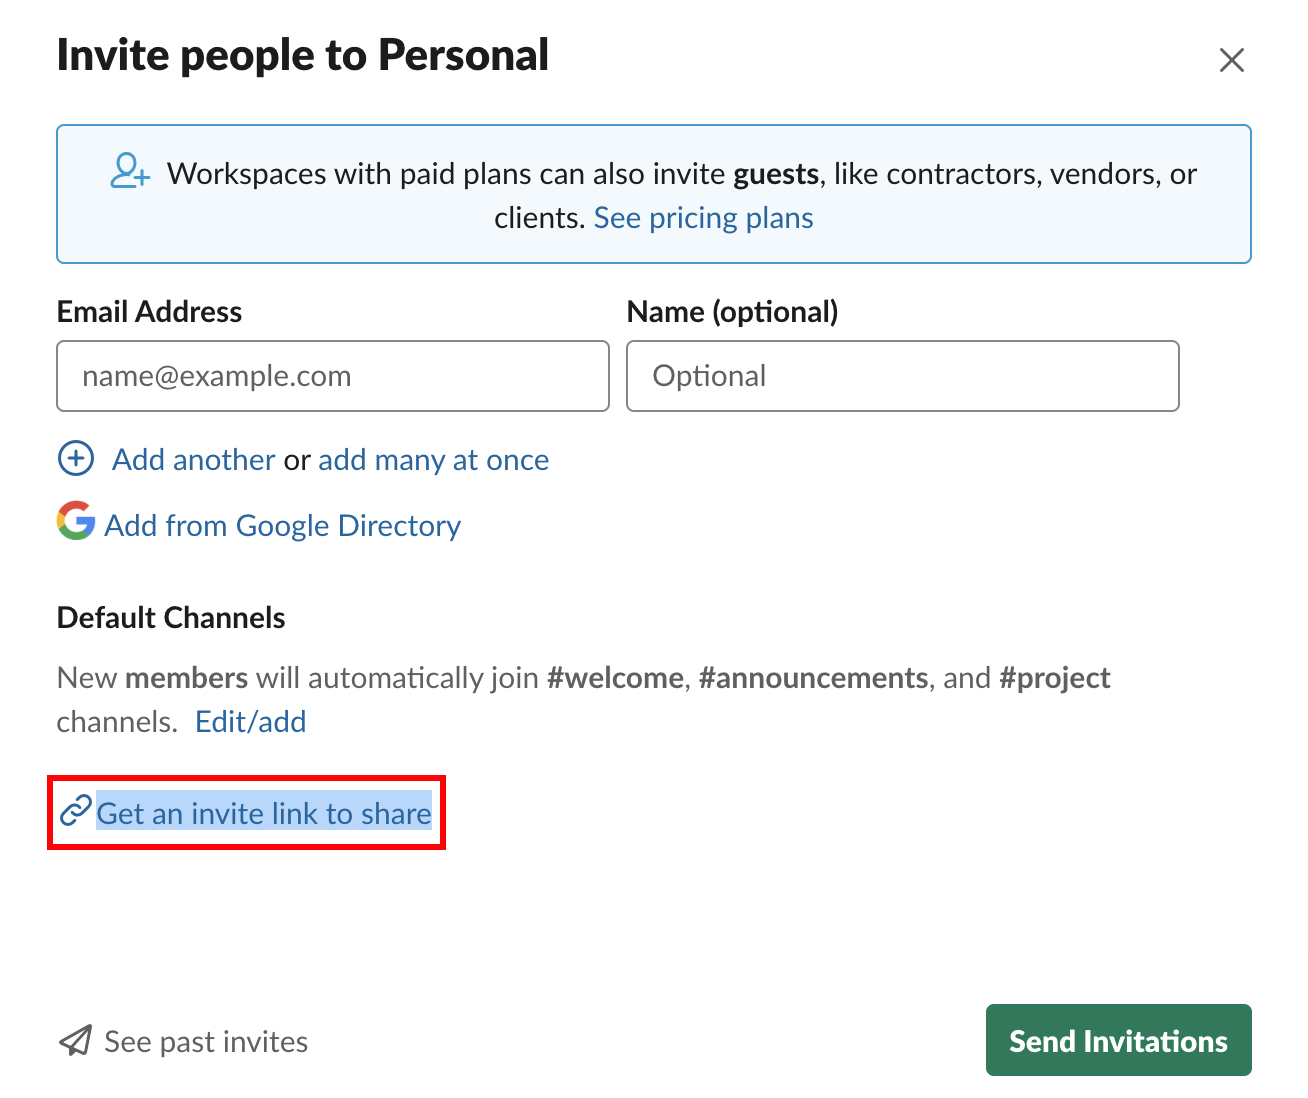 Invite people to Personal
Workspaces with paid plans can also invite guests, like contractors, vendors, or
clients. See pricing plans
Email Address
Name (optional)
name@example.com
Optional
Add another or add many at once
Add from Google Directory
Default Channels
New members will automatically join #welcome, #announcements, and #project
channels. Edit/add
Get an invite link to share
See past invites
Send Invitations